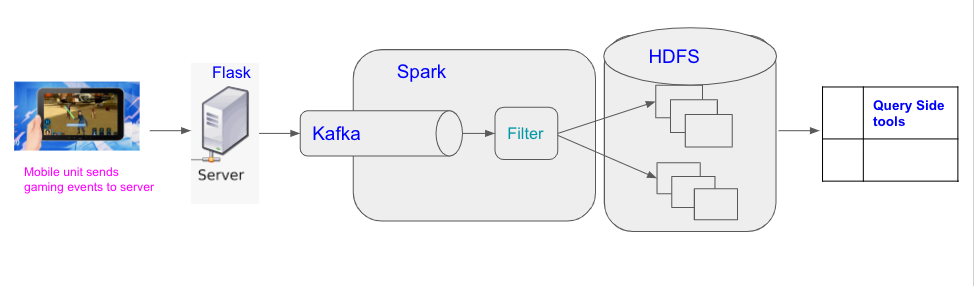 Flask
Spark
HDFS
Kafka
Filter
Query Side
tools
Server
Mobile unit sends
gaming events to server